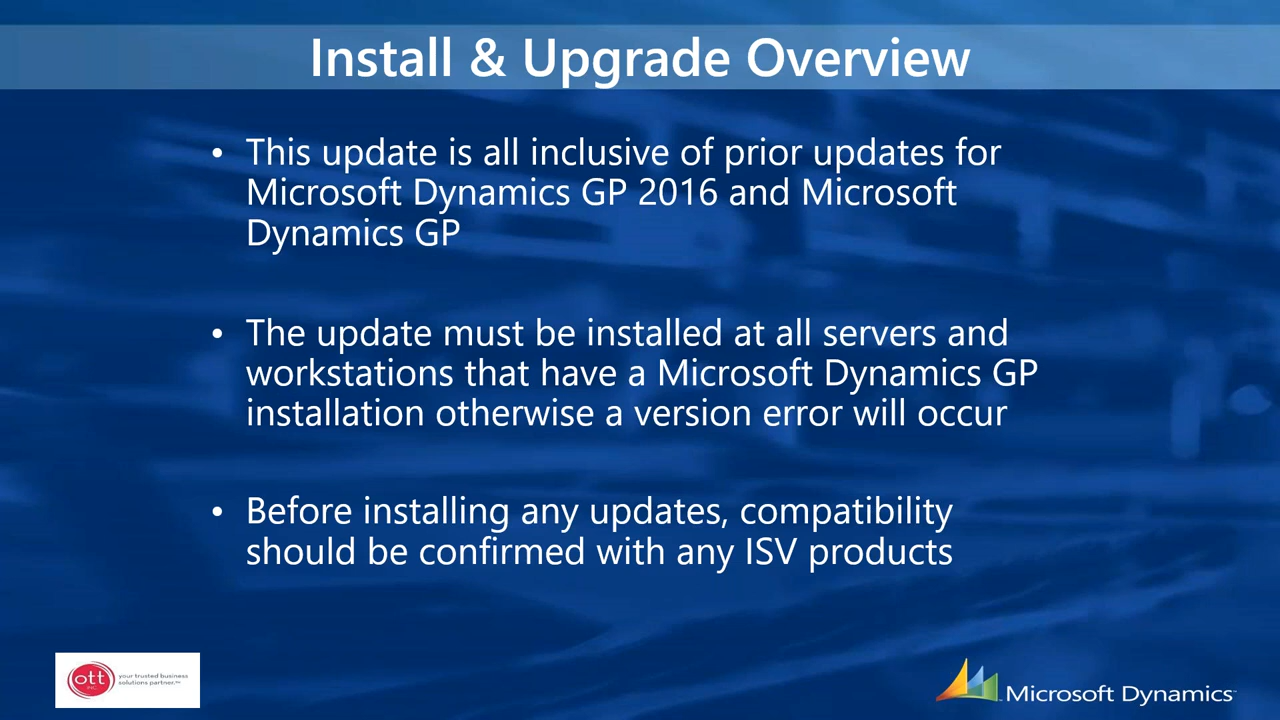 Install & Upgrade Overview
• This update is all inclusive of prior updates for
Microsoft Dynamics GP 2016 and Microsoft
Dynamics GP
• The update must be installed at all servers and
workstations that have a Microsoft Dynamics GP
installation otherwise a version error will occur
• Before installing any updates, compatibility
should be confirmed with any ISV products
ott
INC.
your trusted business
solutions partner.™
Microsoft Dynamics™